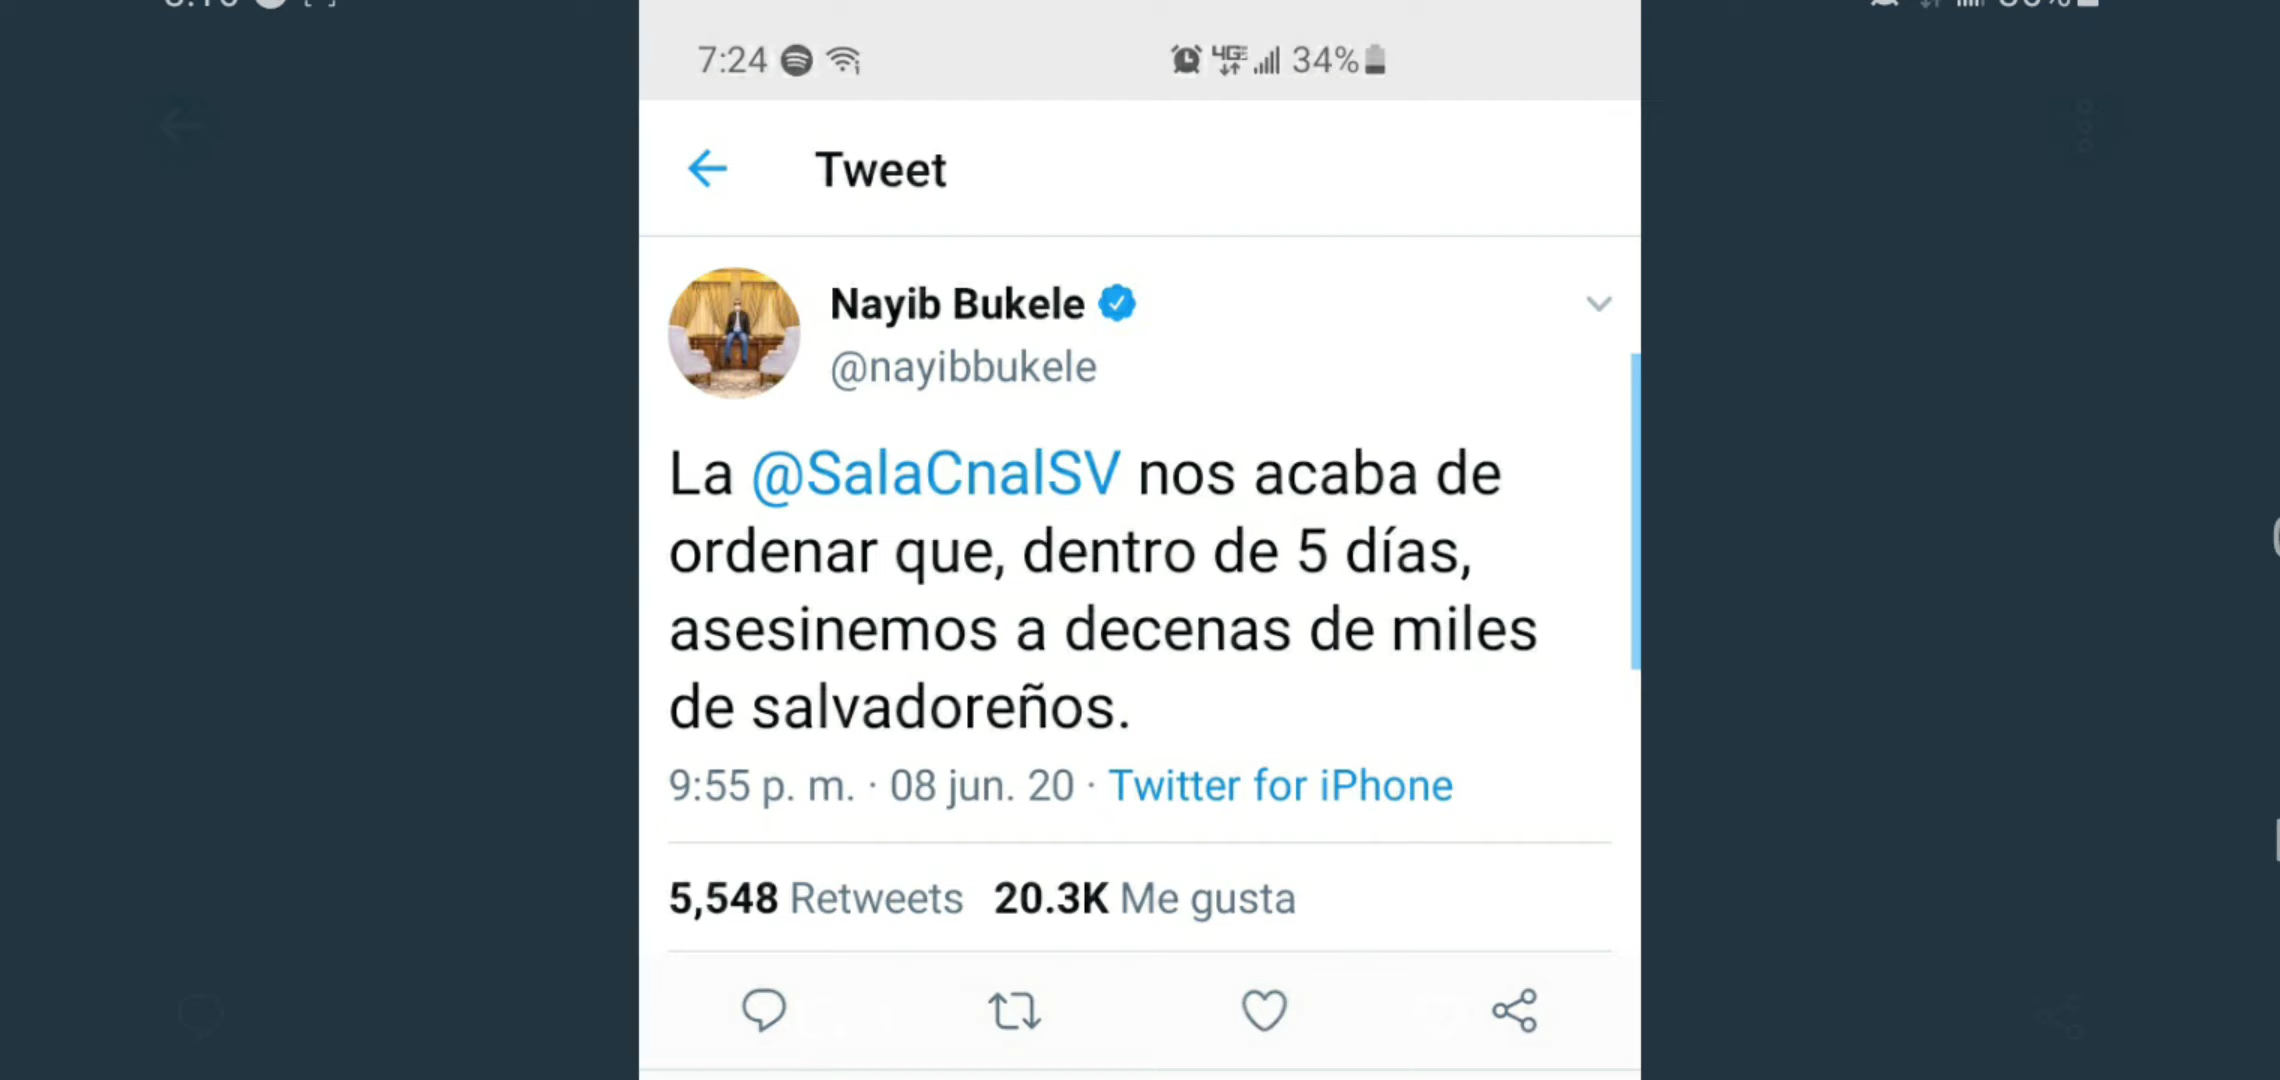 7:24 4GE 34%
Tweet
Nayib Bukele
@nayibbukele
La @SalaCnalSV nos acaba de
ordenar que, dentro de 5 días,
asesinemos a decenas de miles
de salvadoreños.
9:55 p. m. · 08 jun. 20 · Twitter for iPhone
5,548 Retweets 20.3K Me gusta